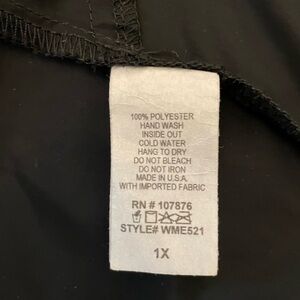 100% POLYESTER
HAND WASH
INSIDE OUT
COLD WATER
HANG TO DRY
DO NOT BLEACH
DO NOT IRON
MADE IN U.S.A.
WITH IMPORTED FABRIC
RN # 107876
STYLE# WME521
1X